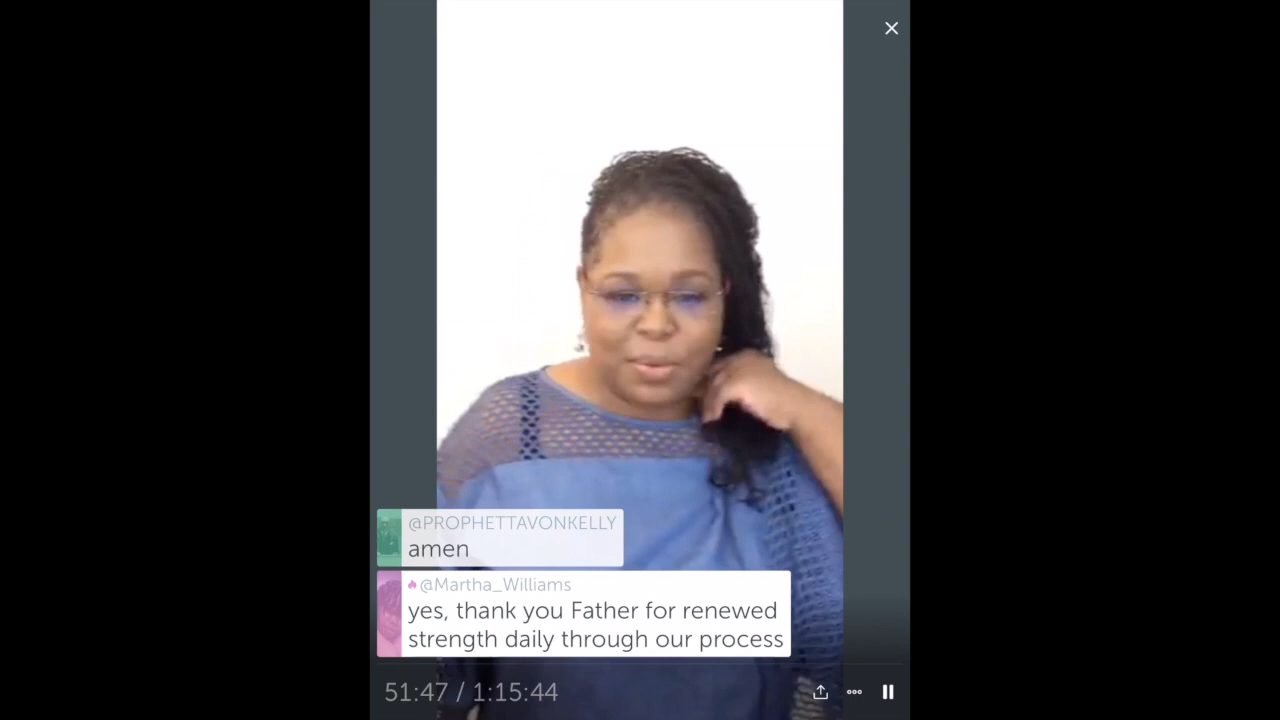 @PROPHETTAVONKELLY
amen
@Martha_Williams
yes, thank you Father for renewed
strength daily through our process
51:47 / 1:15:44